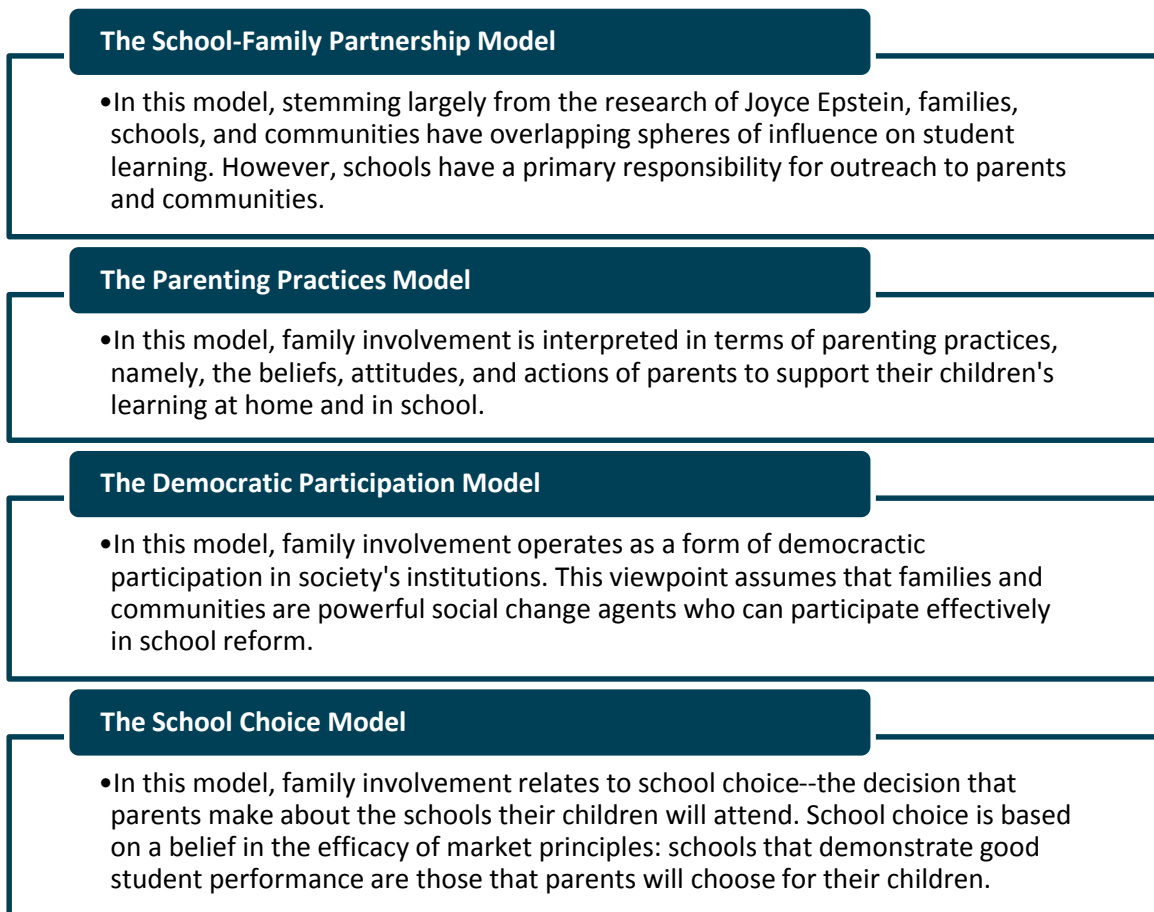 The School-Family Partnership Model
•In this model, stemming largely from the research of Joyce Epstein, families,
schools, and communities have overlapping spheres of influence on student
learning. However, schools have a primary responsibility for outreach to parents
and communities.
The Parenting Practices Model
•In this model, family involvement is interpreted in terms of parenting practices,
namely, the beliefs, attitudes, and actions of parents to support their children's
learning at home and in school.
The Democratic Participation Model
•In this model, family involvement operates as a form of democractic
participation in society's institutions. This viewpoint assumes that families and
communities are powerful social change agents who can participate effectively
in school reform.
The School Choice Model
•In this model, family involvement relates to school choice--the decision that
parents make about the schools their children will attend. School choice is based
on a belief in the efficacy of market principles: schools that demonstrate good
student performance are those that parents will choose for their children.